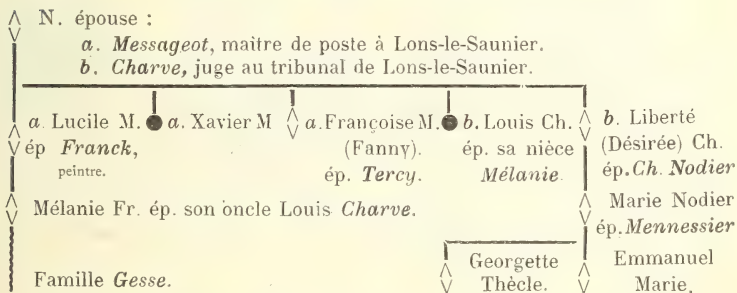 N. épouse :
a. Messageot, maître de poste à Lons-le-Saunier.
b. Charve, juge au tribunal de Lons-le-Saunier.
a. Lucile M. a. Xavier M a. Françoise M. b. Louis Ch. b. Liberté
ép Franck, (Fanny). ép. sa nièce (Désirée) Ch.
peintre. ép. Tercy. Mélanie. ép. Ch. Nodier
Mélanie Fr. ép. son oncle Louis Charve. Marie Nodier
ép. Mennessier
Georgette Emmanuel
Famille Gesse. Thècle. Marie.